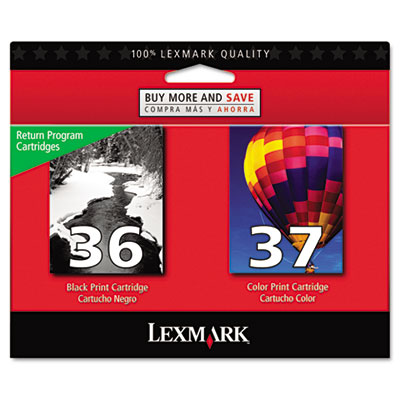 100% LEXMARK QUALITY
BUY MORE AND SAVE
COMPRA MÁS Y AHORRA
Return Program
Cartridges
36
37
Black Print Cartridge
Cartucho Negro
Color Print Cartridge
Cartucho Color
LEXMARK